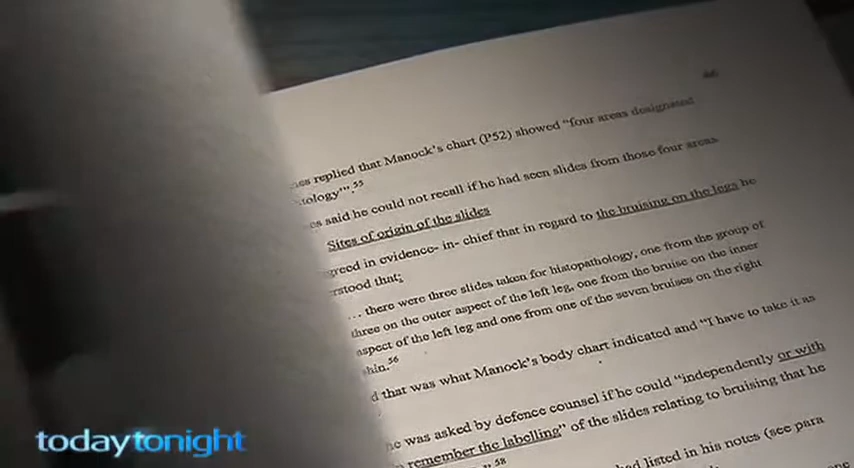 46
replied that Manock's chart (P52) showed "four areas designated
tology"'.55
said he could not recall if he had seen slides from those four areas.
Sites of origin of the slides
greed in evidence- in- chief that in regard to the bruising on the legs he
rstood that;
... there were three slides taken for histopathology, one from the group of
three on the outer aspect of the left leg, one from the bruise on the inner
aspect of the left leg and one from one of the seven bruises on the right
shin.56
d that was what Manock's body chart indicated and "I have to take it as
he was asked by defence counsel if he could "independently or with
remember the labelling" of the slides relating to bruising that he
58
had listed in his notes (see para
todaytonight